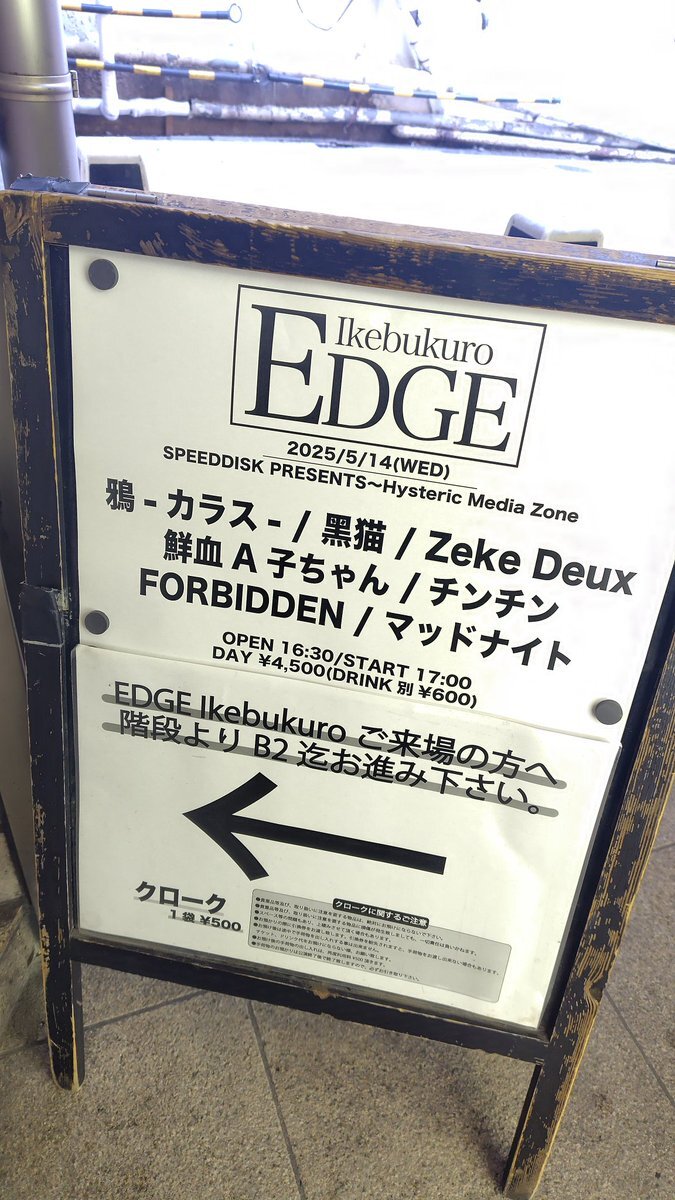 Ikebukuro
EDGE
2025/5/14(WED)
SPEEDDISK PRESENTS～Hysteric Media Zone
鴉 - カラス - / 黒猫 / Zeke Deux
鮮血 A 子ちゃん / チンチン
FORBIDDEN / マッドナイト
OPEN 16:30/START 17:00
DAY ¥4,500(DRINK 別 ¥600)
EDGE Ikebukuro ご来場の方へ
階段より B2 迄お進み下さい。
クローク
1袋 ¥500
クロークに関するご注意